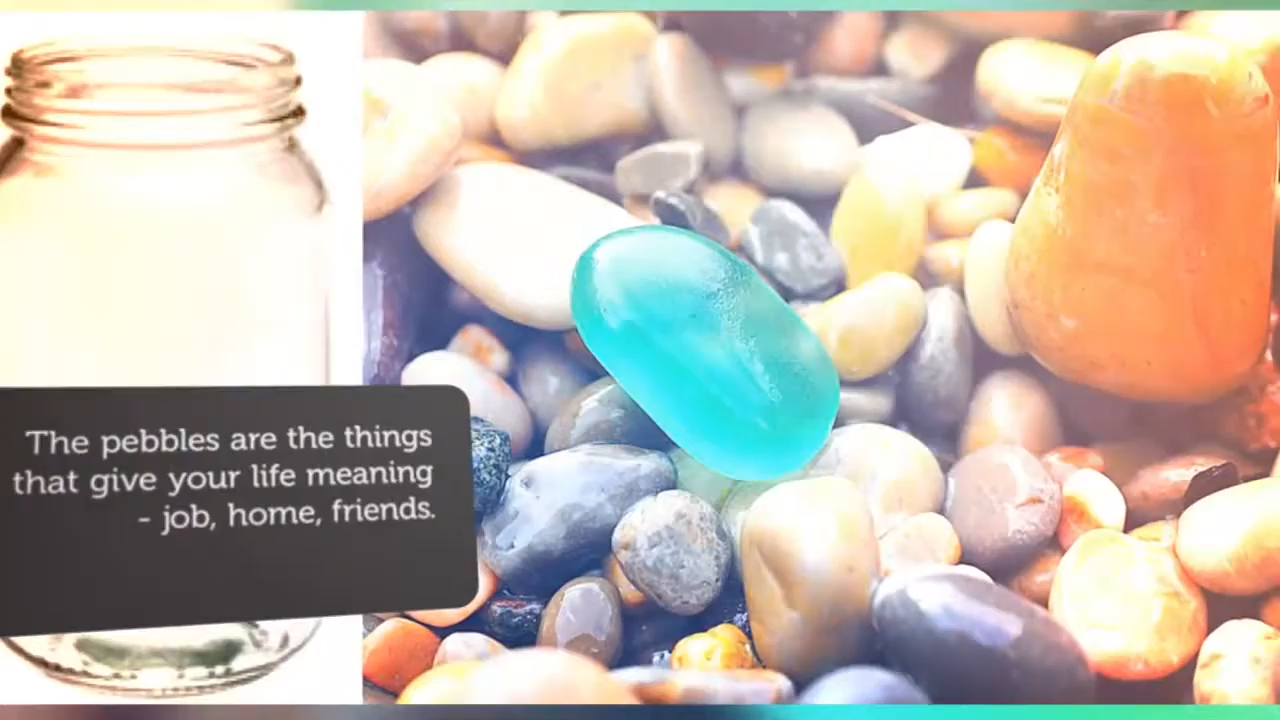 The pebbles are the things
that give your life meaning
- job, home, friends.